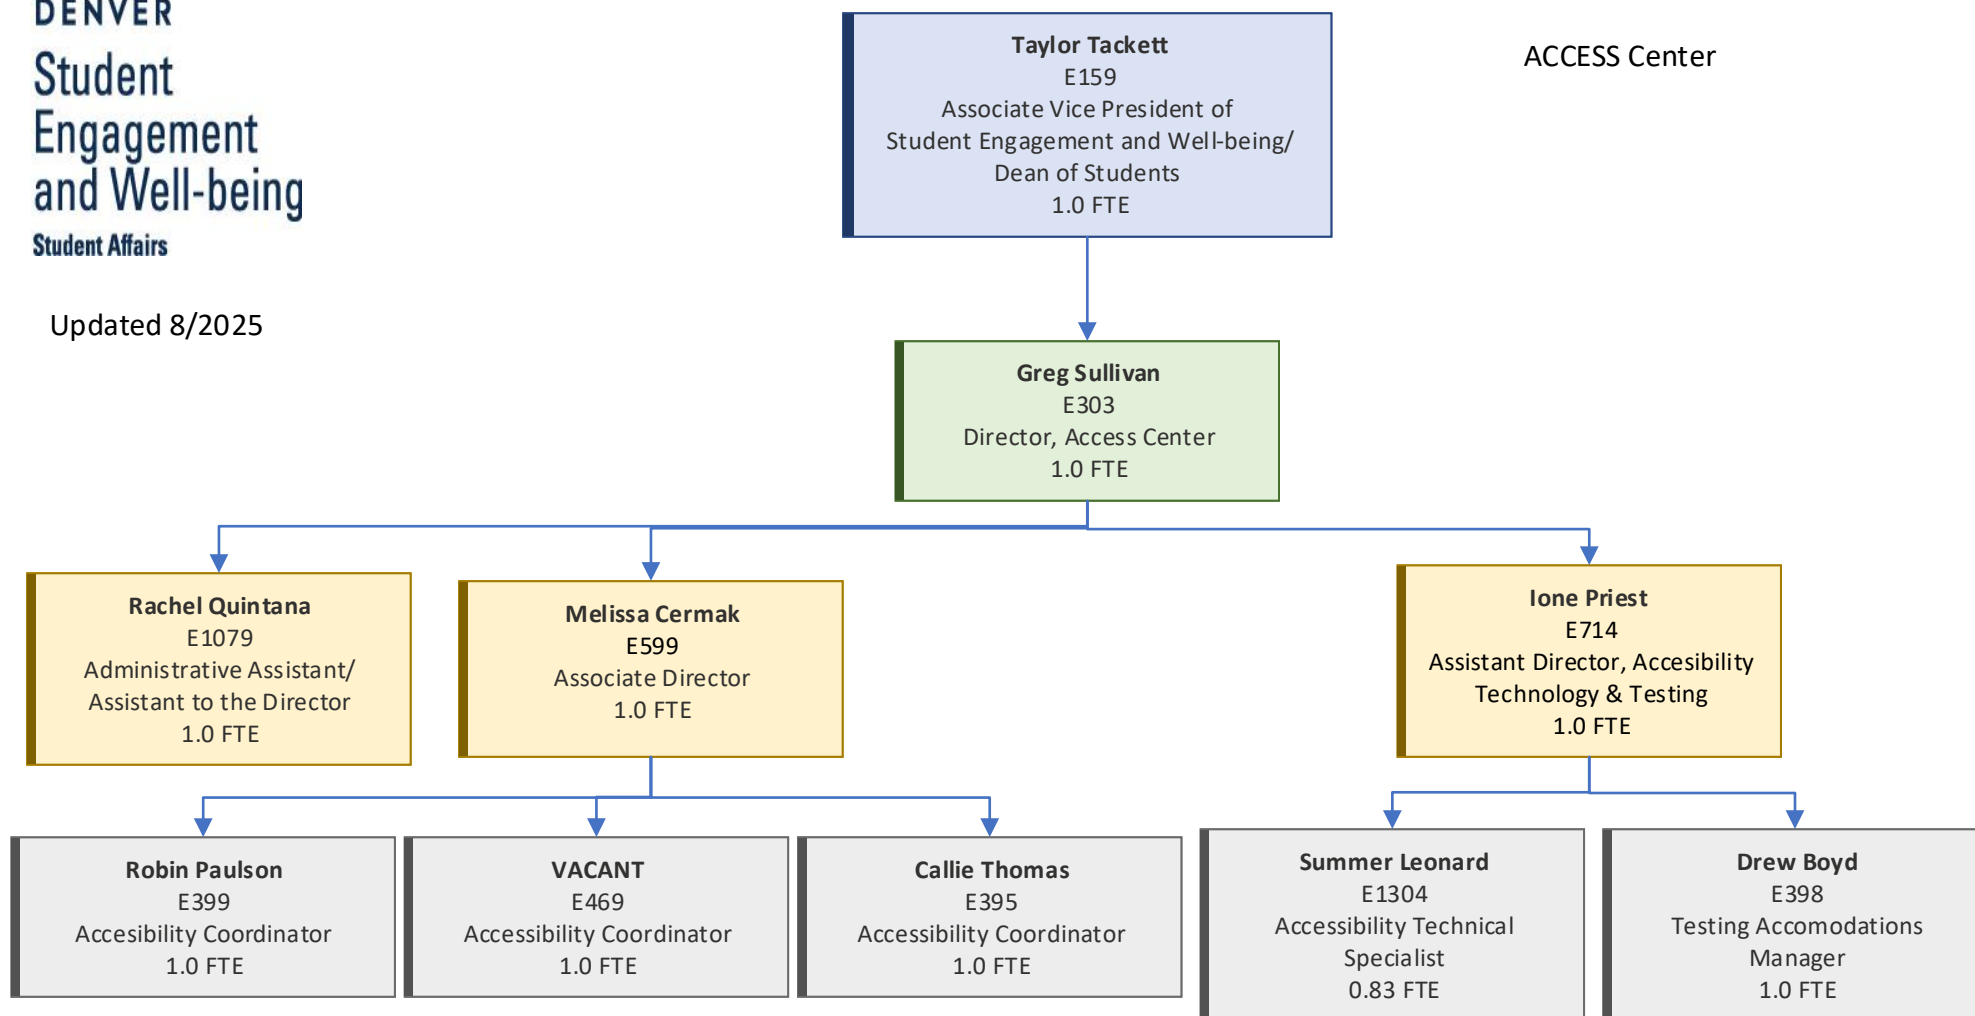 DENVER
Student
Engagement
and Well-being
Student Affairs
Updated 8/2025
ACCESS Center
Taylor Tackett
E159
Associate Vice President of
Student Engagement and Well-being/
Dean of Students
1.0 FTE
Greg Sullivan
E303
Director, Access Center
1.0 FTE
Rachel Quintana
E1079
Administrative Assistant/
Assistant to the Director
1.0 FTE
Melissa Cermak
E599
Associate Director
1.0 FTE
Ione Priest
E714
Assistant Director, Accesibility
Technology & Testing
1.0 FTE
Robin Paulson
E399
Accesibility Coordinator
1.0 FTE
VACANT
E469
Accessibility Coordinator
1.0 FTE
Callie Thomas
E395
Accessibility Coordinator
1.0 FTE
Summer Leonard
E1304
Accessibility Technical
Specialist
0.83 FTE
Drew Boyd
E398
Testing Accomodations
Manager
1.0 FTE